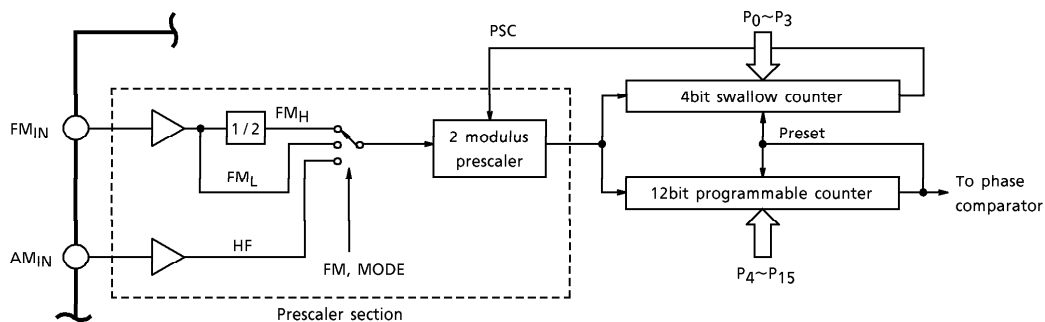 P0~P3
PSC
4bit swallow counter
FMIN
1/2
FMH
2 modulus
prescaler
Preset
FML
12bit programmable counter
To phase
comparator
AMIN
HF
FM, MODE
P4~P15
Prescaler section